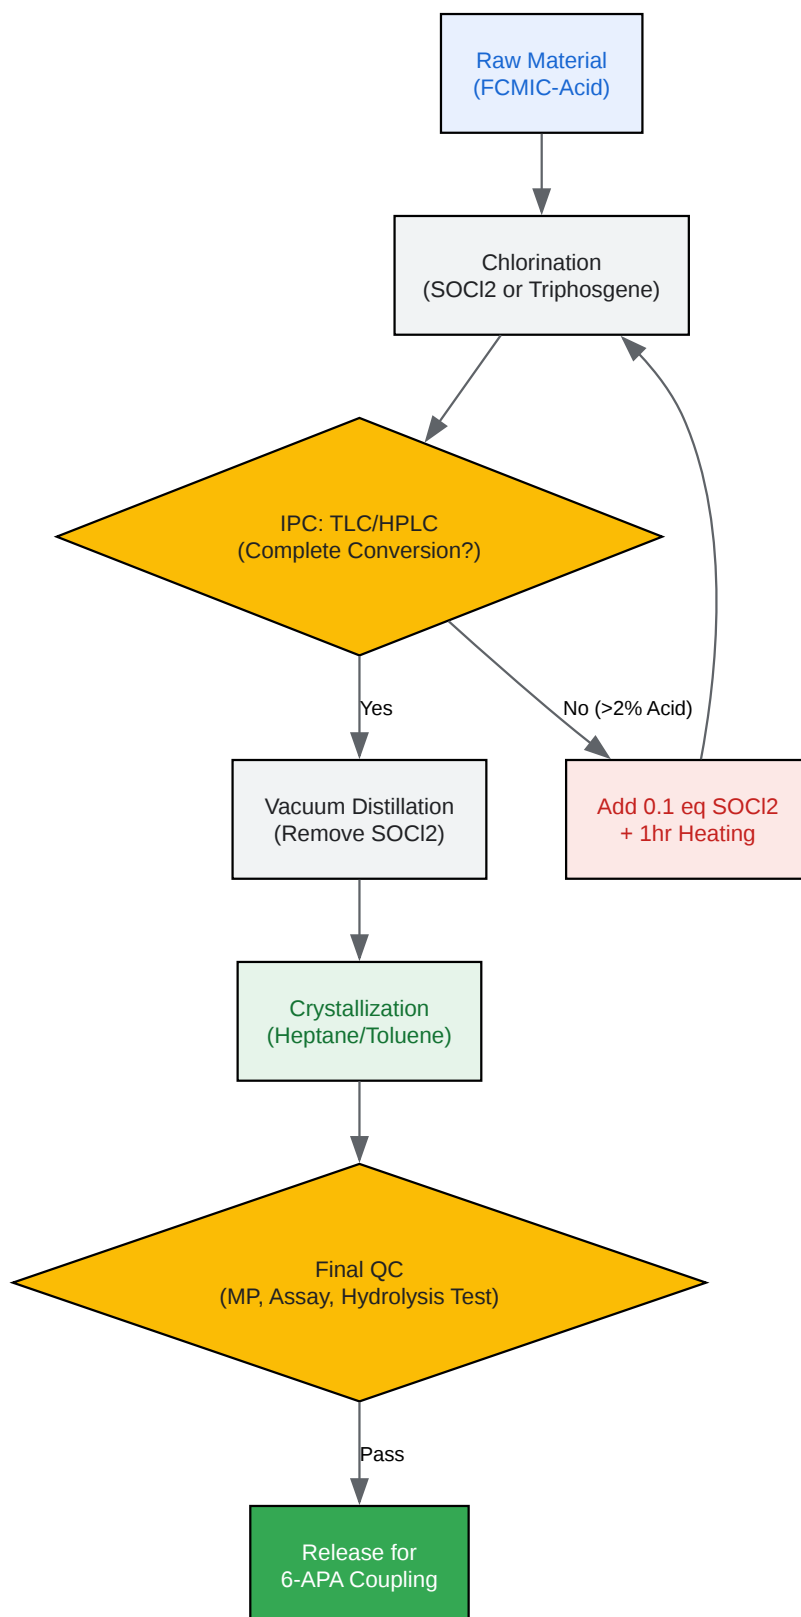 Raw Material
(FCMIC-Acid)
Chlorination
(SOCl2 or Triphosgene)
IPC: TLC/HPLC
(Complete Conversion?)
Yes
No (>2% Acid)
Vacuum Distillation
(Remove SOCl2)
Add 0.1 eq SOCl2
+ 1hr Heating
Crystallization
(Heptane/Toluene)
Final QC
(MP, Assay, Hydrolysis Test)
Pass
Release for
6-APA Coupling